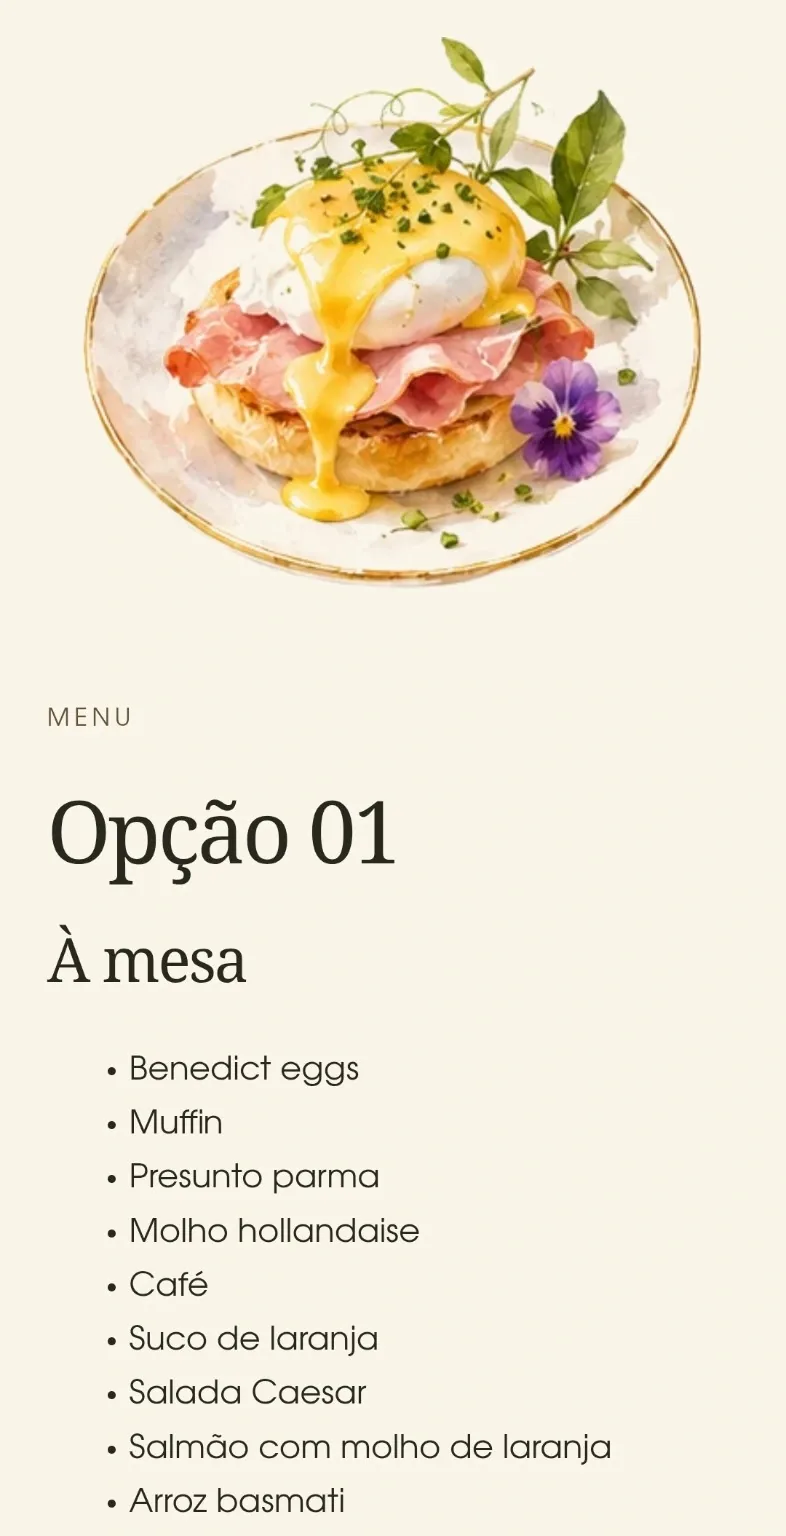 MENU
Opção 01
À mesa
• Benedict eggs
• Muffin
• Presunto parma
• Molho hollandaise
• Café
• Suco de laranja
• Salada Caesar
• Salmão com molho de laranja
• Arroz basmati